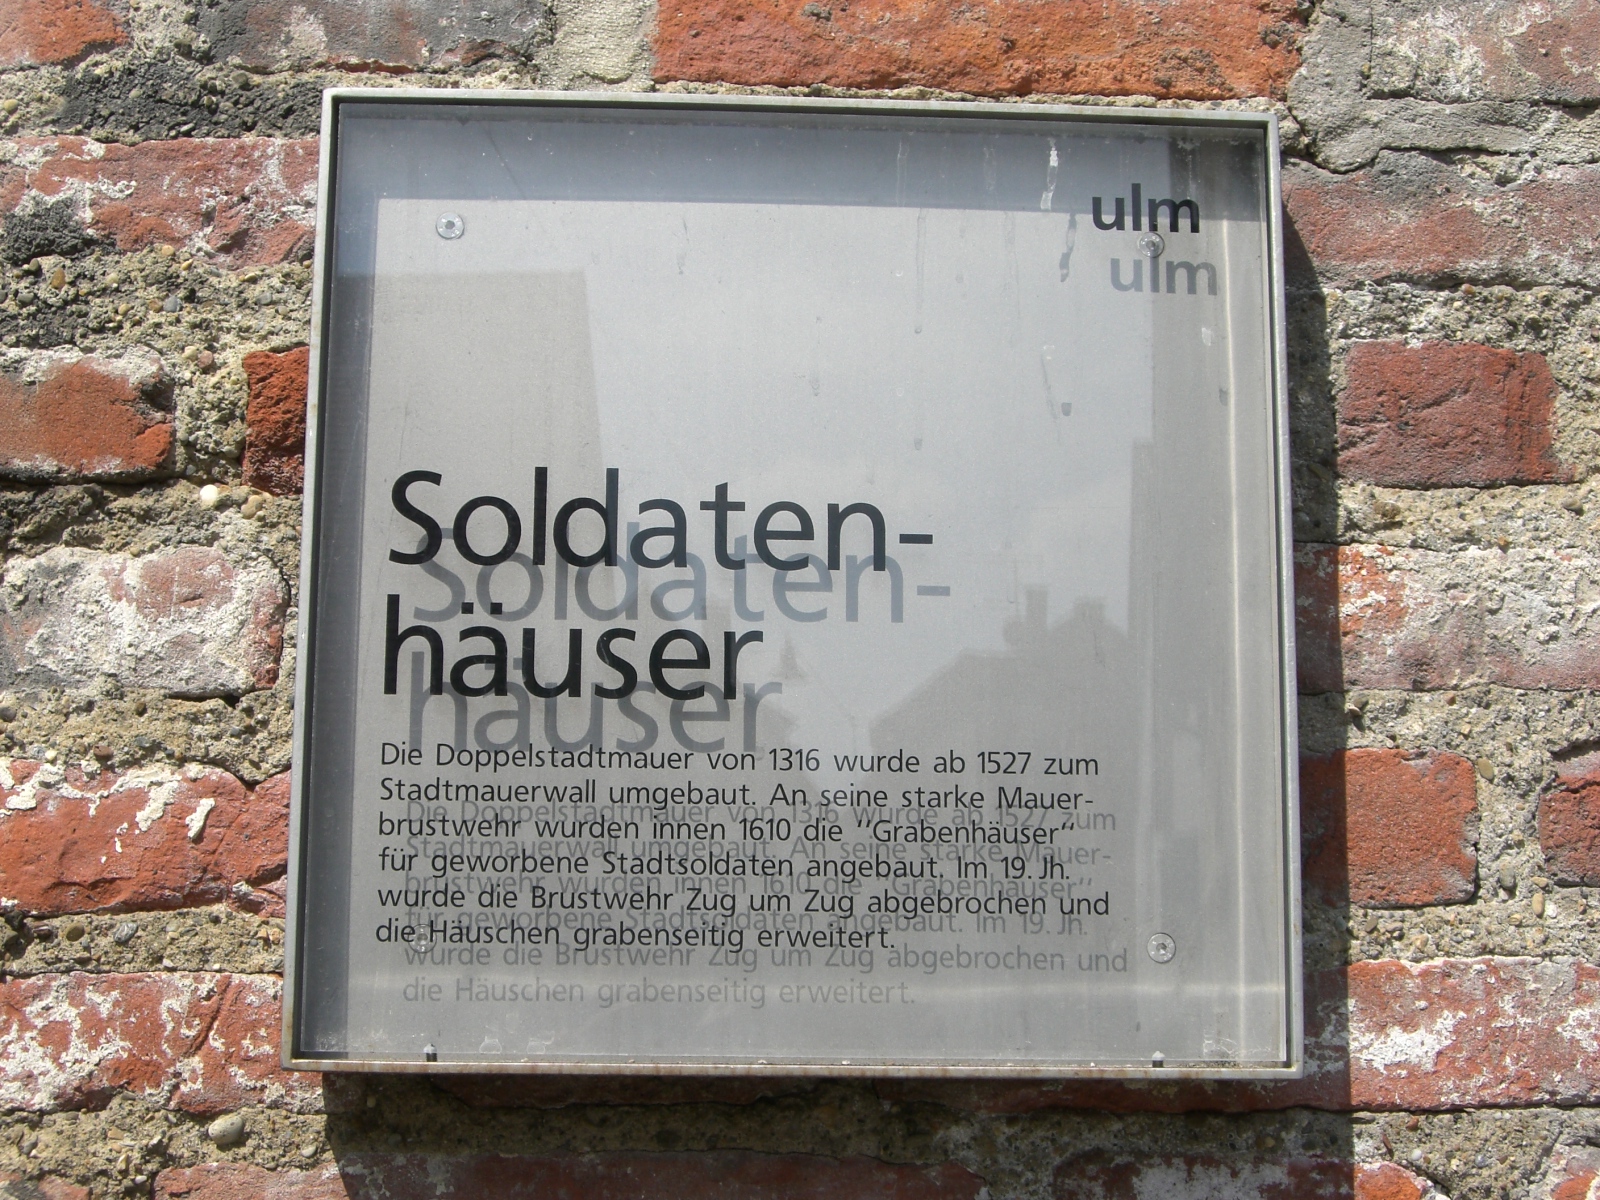 ulm
Soldaten-
häuser
Die Doppelstadtmauer von 1316 wurde ab 1527 zum
Stadtmauerwall umgebaut. An seine starke Mauer-
brustwehr wurden innen 1610 die "Grabenhäuser"
für geworbene Stadtsoldaten angebaut. Im 19. Jh.
wurde die Brustwehr Zug um Zug abgebrochen und
die Häuschen grabenseitig erweitert.